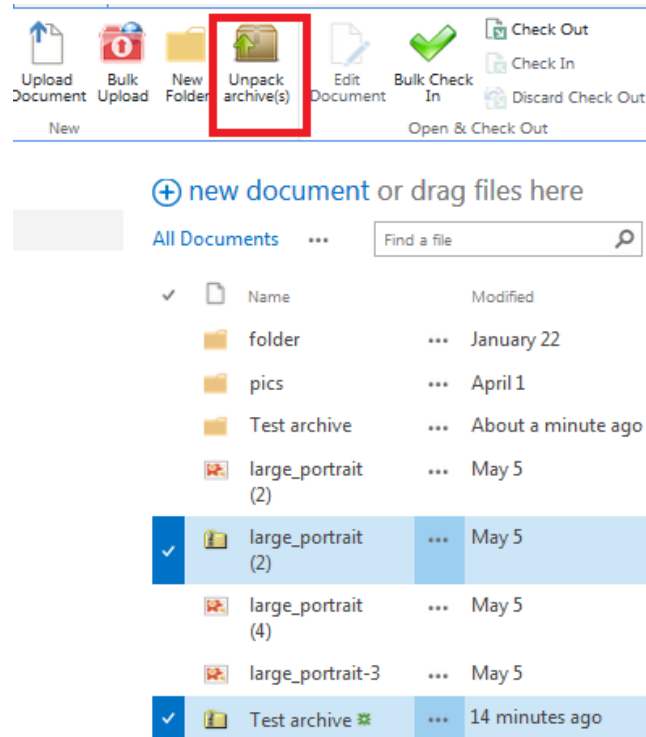 Upload Document
Bulk Upload
New Folder
Unpack archive(s)
Edit Document
Bulk Check In
Check Out
Check In
Discard Check Out
New
Open & Check Out
new document or drag files here
All Documents ... Find a file
Name Modified
folder ... January 22
pics ... April 1
Test archive ... About a minute ago
large_portrait ... May 5
(2)
large_portrait ... May 5
(2)
large_portrait ... May 5
(4)
large_portrait-3 ... May 5
Test archive ... 14 minutes ago